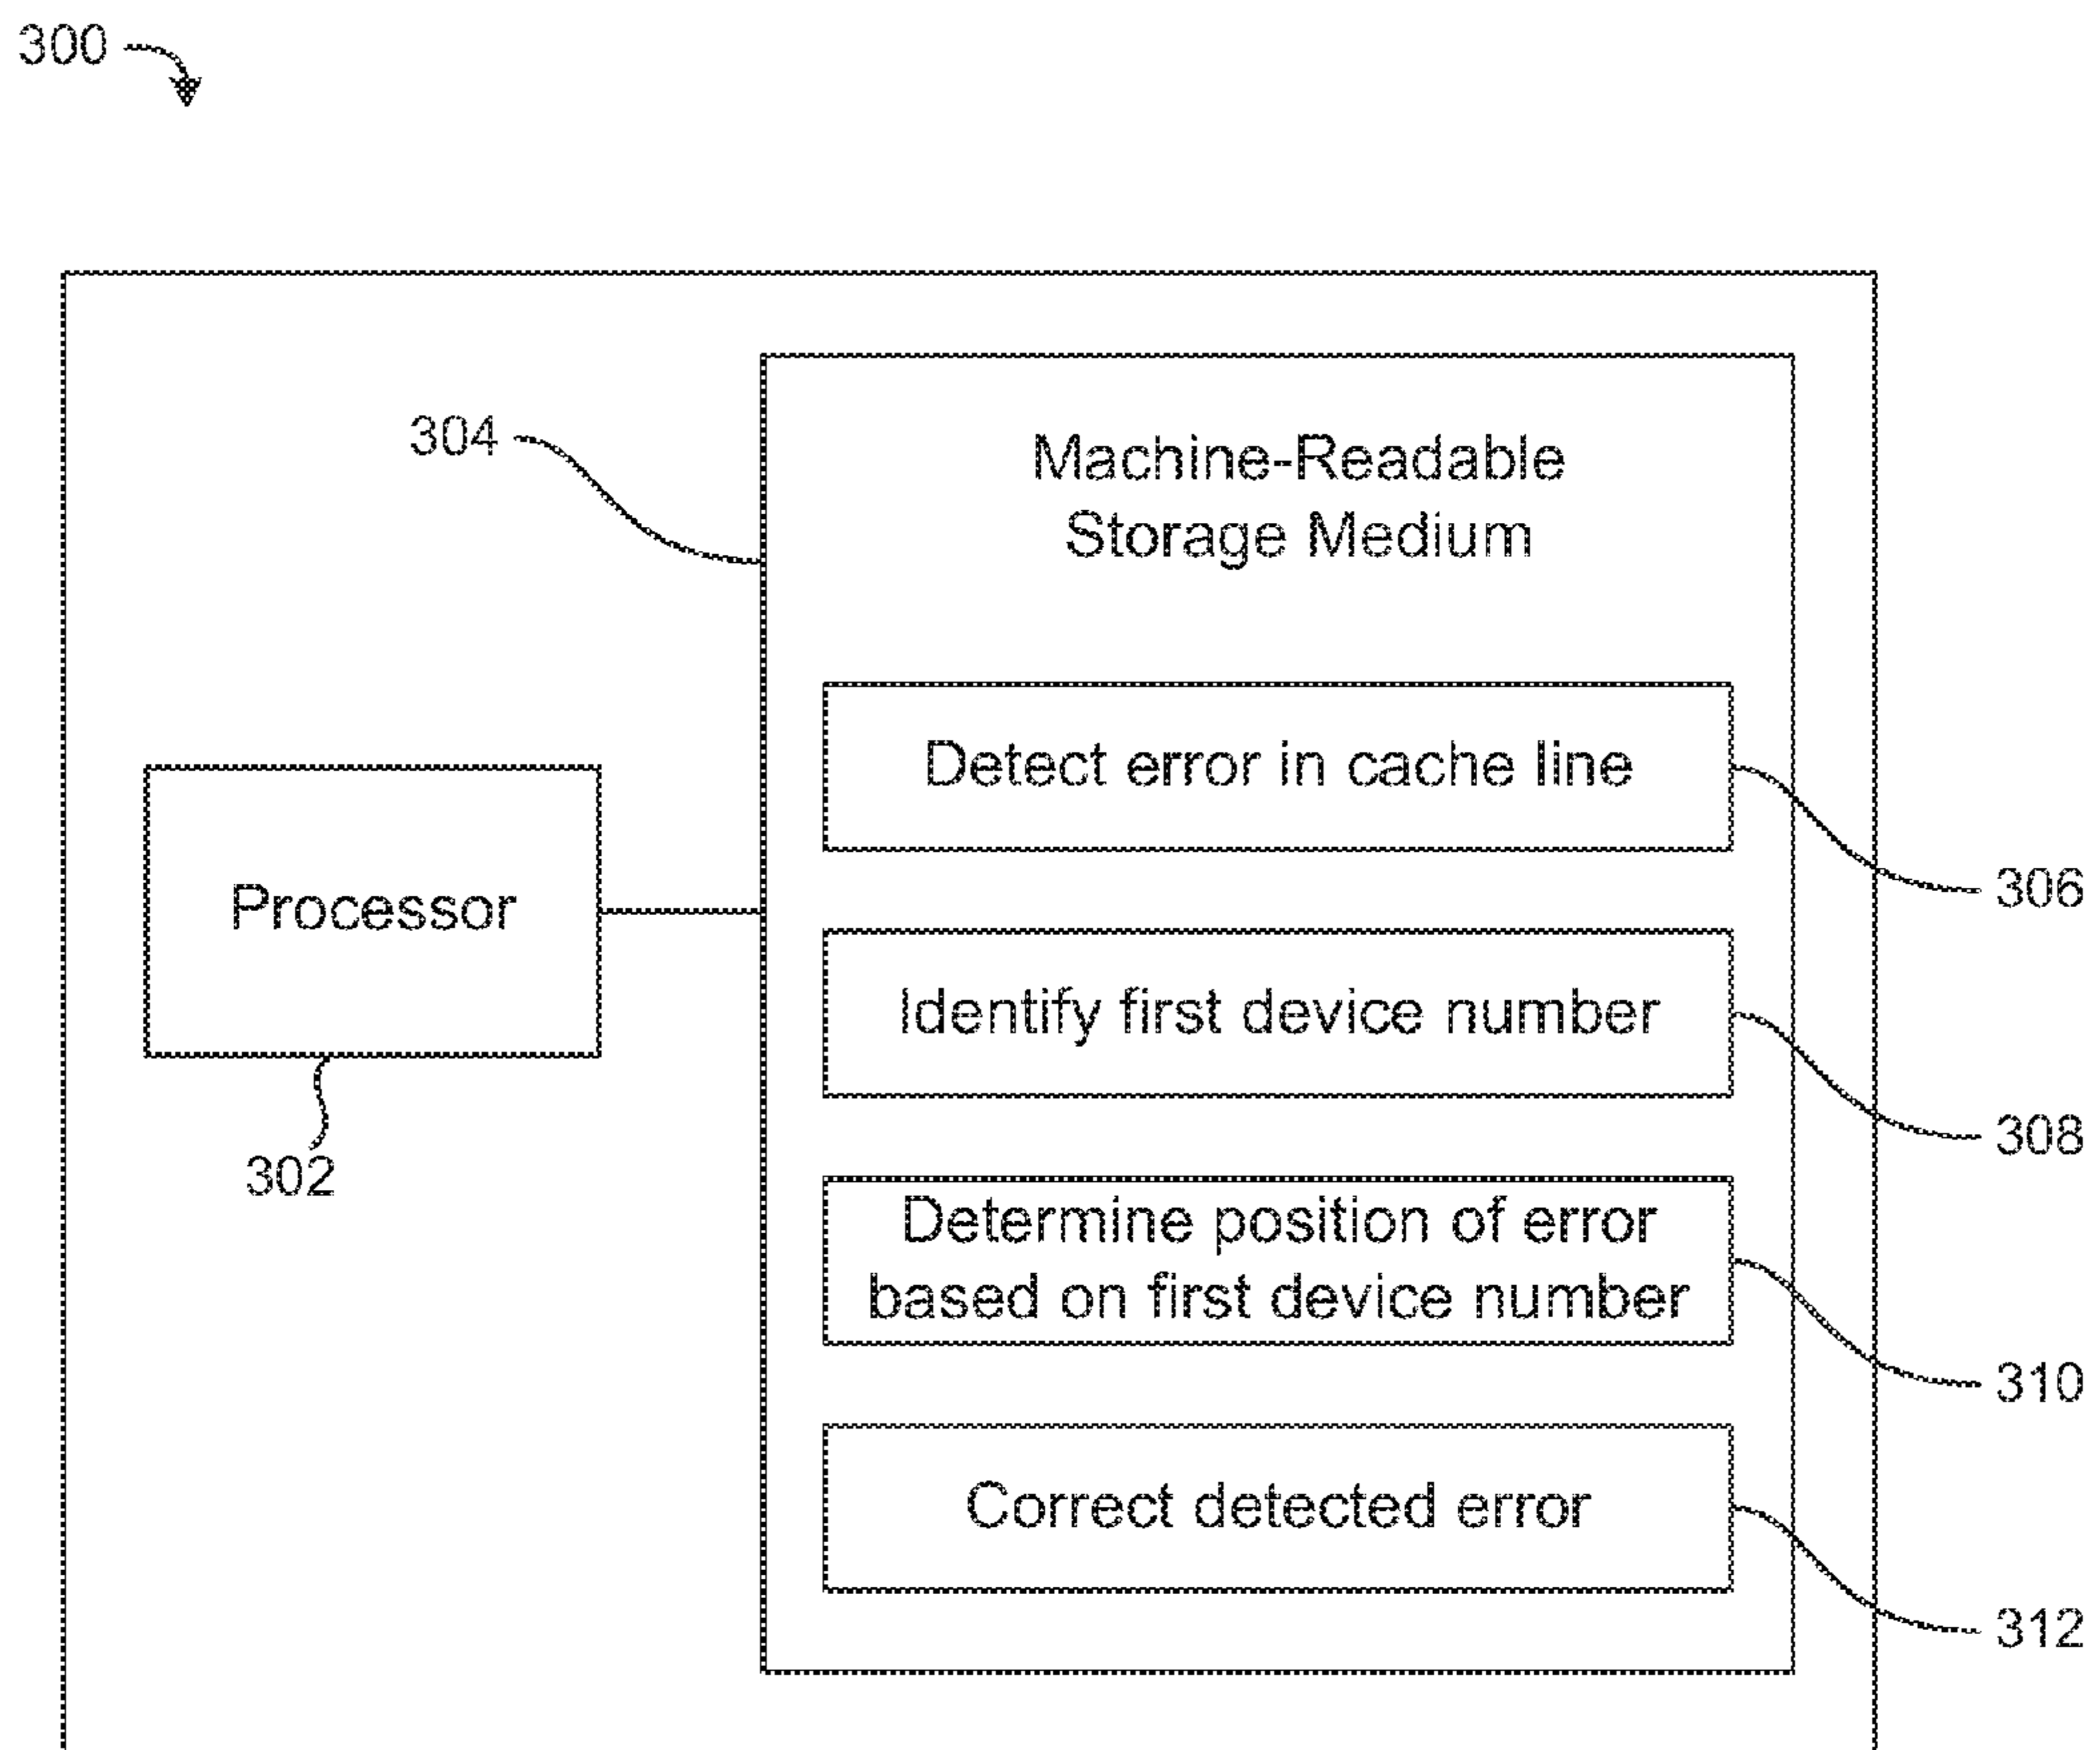 300
304
Machine-Readable
Storage Medium
Detect error in cache line
306
Processor
302
Identify first device number
308
Determine position of error
based on first device number
310
Correct detected error
312